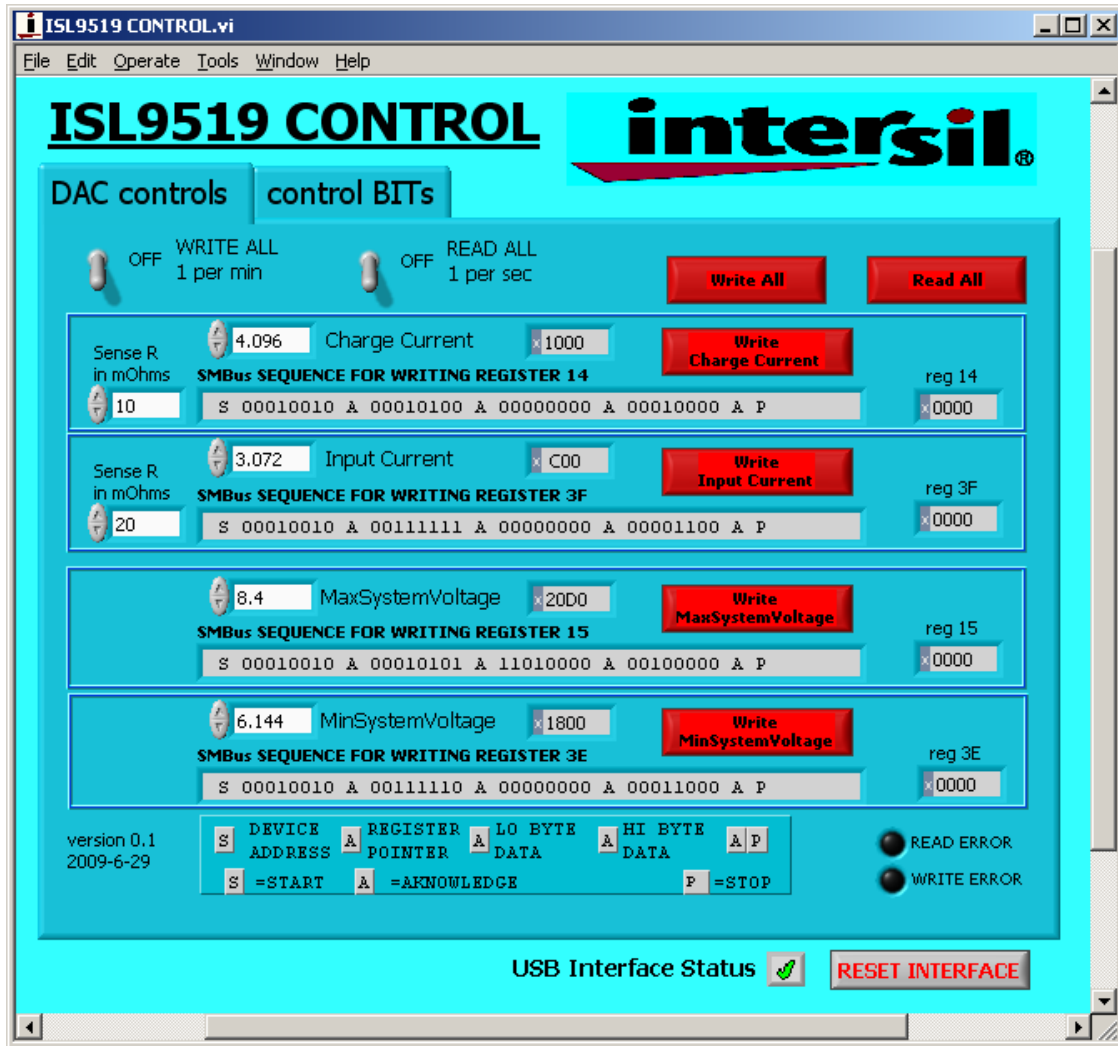 ISL9519 CONTROL.vi
File Edit Operate Tools Window Help
ISL9519 CONTROL
intersil®
DAC controls
control BITs
OFF
WRITE ALL
1 per min
OFF
READ ALL
1 per sec
Write All
Read All
Sense R
in mOhms
10
4.096
Charge Current
x 1000
Write
Charge Current
SMBus SEQUENCE FOR WRITING REGISTER 14
S 00010010 A 00010100 A 00000000 A 00010000 A P
reg 14
x 0000
Sense R
in mOhms
20
3.072
Input Current
x C00
Write
Input Current
SMBus SEQUENCE FOR WRITING REGISTER 3F
S 00010010 A 00111111 A 00000000 A 00001100 A P
reg 3F
x 0000
8.4
MaxSystemVoltage
x 20D0
Write
MaxSystemVoltage
SMBus SEQUENCE FOR WRITING REGISTER 15
S 00010010 A 00010101 A 11010000 A 00100000 A P
reg 15
x 0000
6.144
MinSystemVoltage
x 1800
Write
MinSystemVoltage
SMBus SEQUENCE FOR WRITING REGISTER 3E
S 00010010 A 00111110 A 00000000 A 00011000 A P
reg 3E
x 0000
version 0.1
2009-6-29
S DEVICE ADDRESS A REGISTER POINTER A LO BYTE DATA A HI BYTE DATA A P
S =START A =AKNOWLEDGE P =STOP
READ ERROR
WRITE ERROR
USB Interface Status
RESET INTERFACE